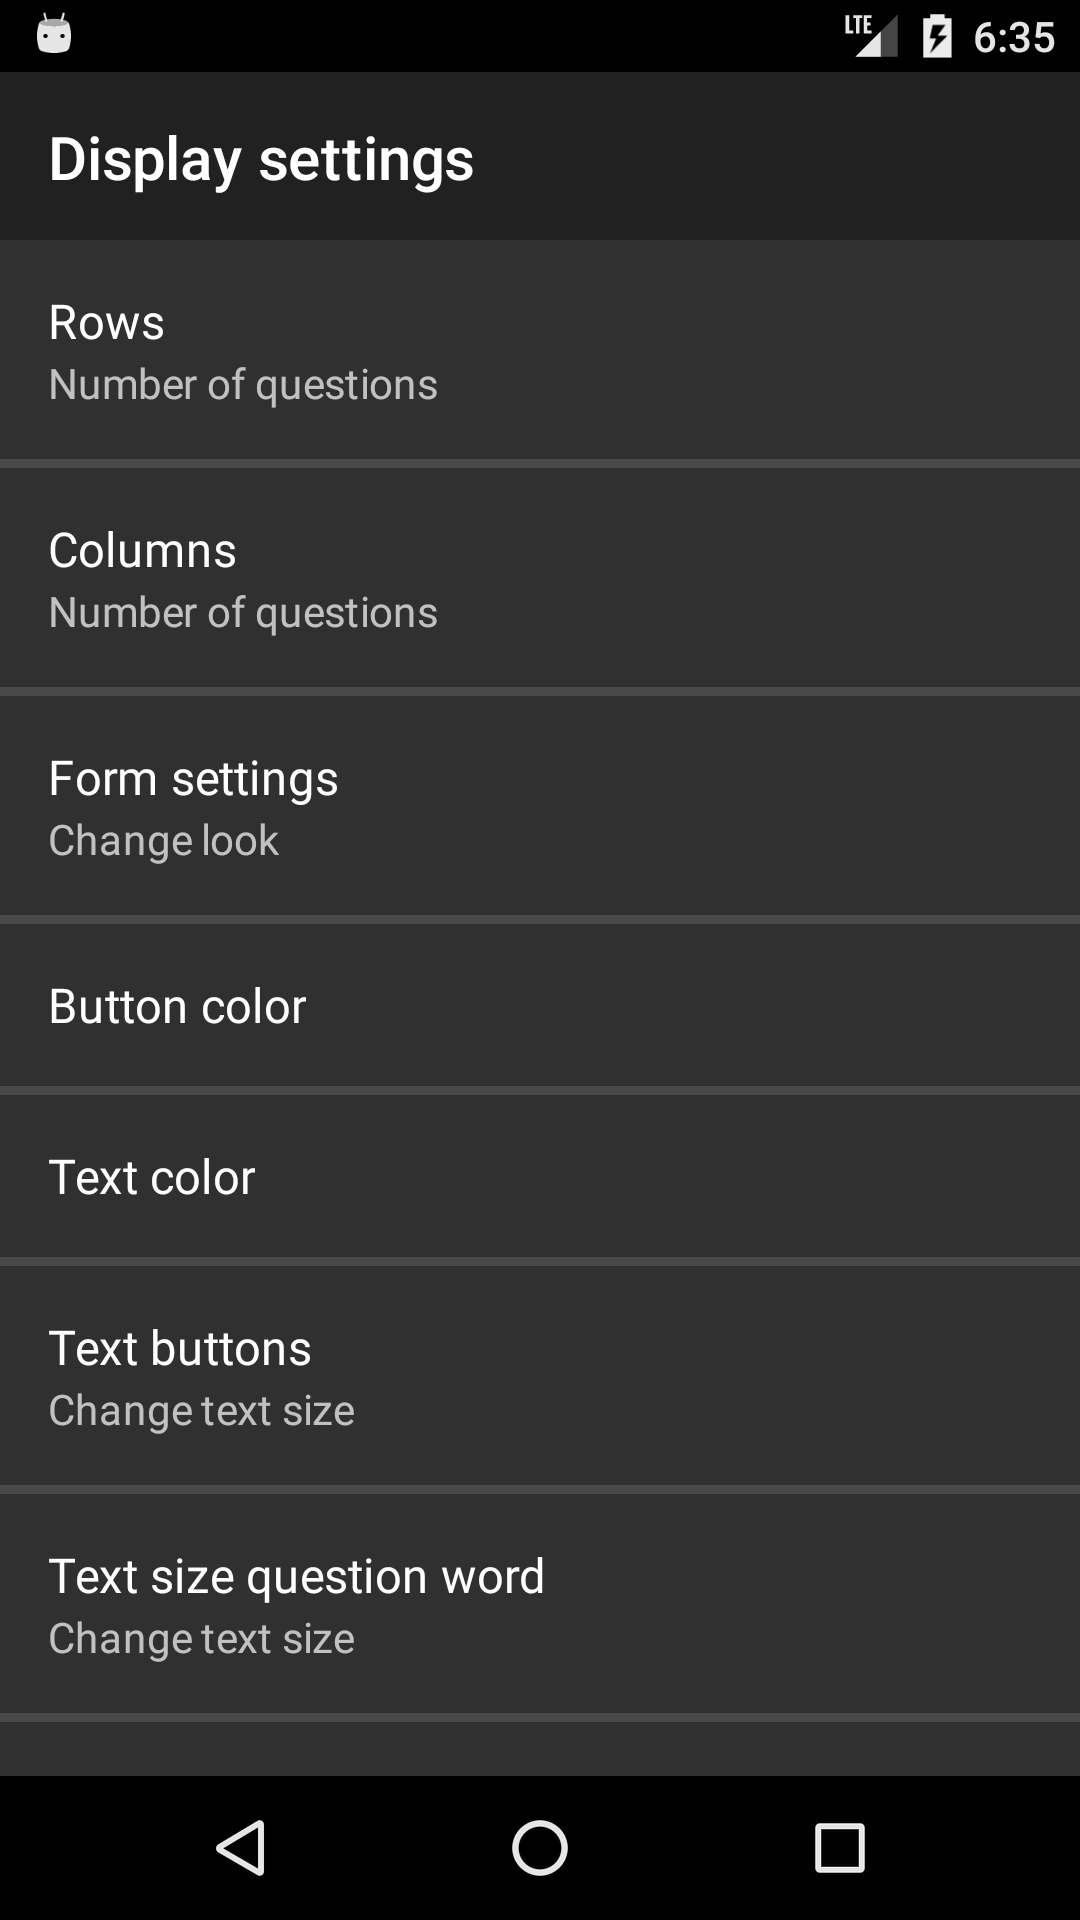 LTE 6:35
Display settings
Rows
Number of questions
Columns
Number of questions
Form settings
Change look
Button color
Text color
Text buttons
Change text size
Text size question word
Change text size